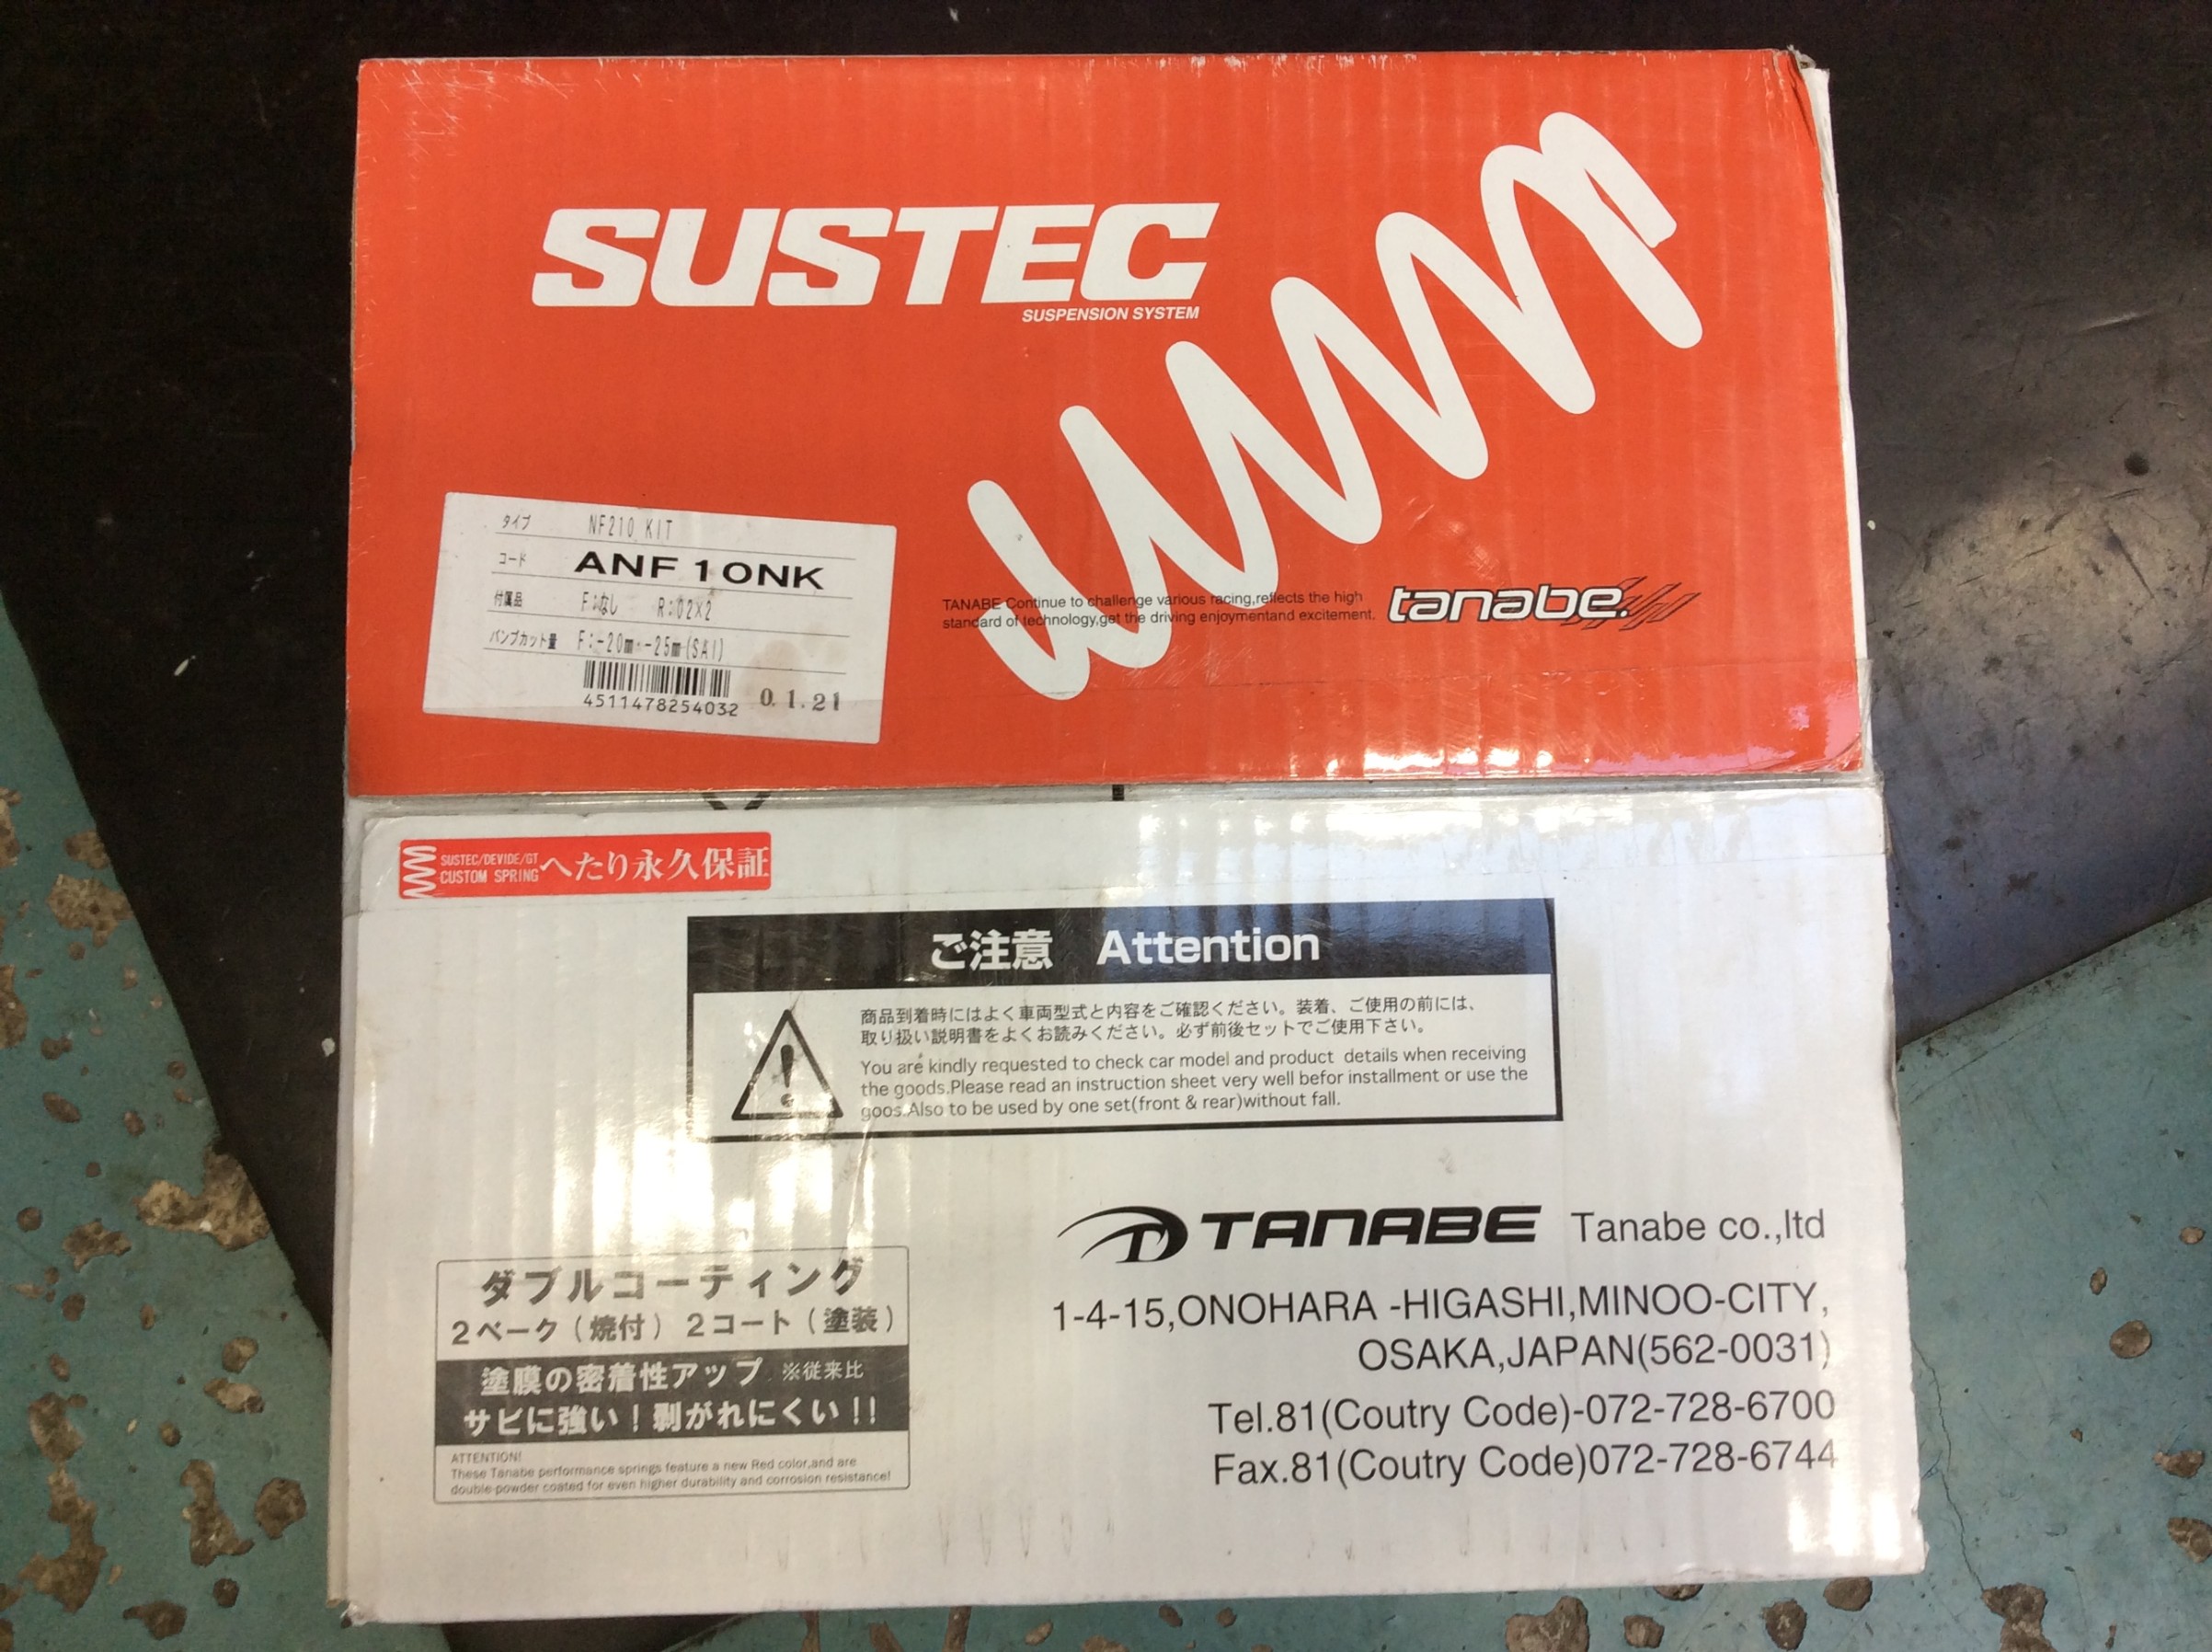 SUSTEC
SUSPENSION SYSTEM
タイプ NF210 KIT
コード ANF10NK
付属品 F:なし R:02×2
バンプカット量 F:-20mm -25mm(SAI)
4511478254032 0.1.21
TANABE Continue to challenge various racing,reflects the high
standard of technology,get the driving enjoymentand excitement.
tanabe.
SUSTEC/DEVIDE/GT
CUSTOM SPRING
へたり永久保証
ご注意 Attention
商品到着時にはよく車両型式と内容をご確認ください。装着、ご使用の前には、
取り扱い説明書をよくお読みください。必ず前後セットでご使用下さい。
You are kindly requested to check car model and product details when receiving
the goods.Please read an instruction sheet very well befor installment or use the
goos.Also to be used by one set(front & rear)without fall.
TANABE Tanabe co.,ltd
1-4-15,ONOHARA -HIGASHI,MINOO-CITY,
OSAKA,JAPAN(562-0031)
Tel.81(Coutry Code)-072-728-6700
Fax.81(Coutry Code)072-728-6744
ダブルコーティング
2ベーク（焼付）2コート（塗装）
塗膜の密着性アップ ※従来比
サビに強い！剥がれにくい！！
ATTENTION!
These Tanabe performance springs feature a new Red color,and are
double-powder coated for even higher durability and corrosion resistance!